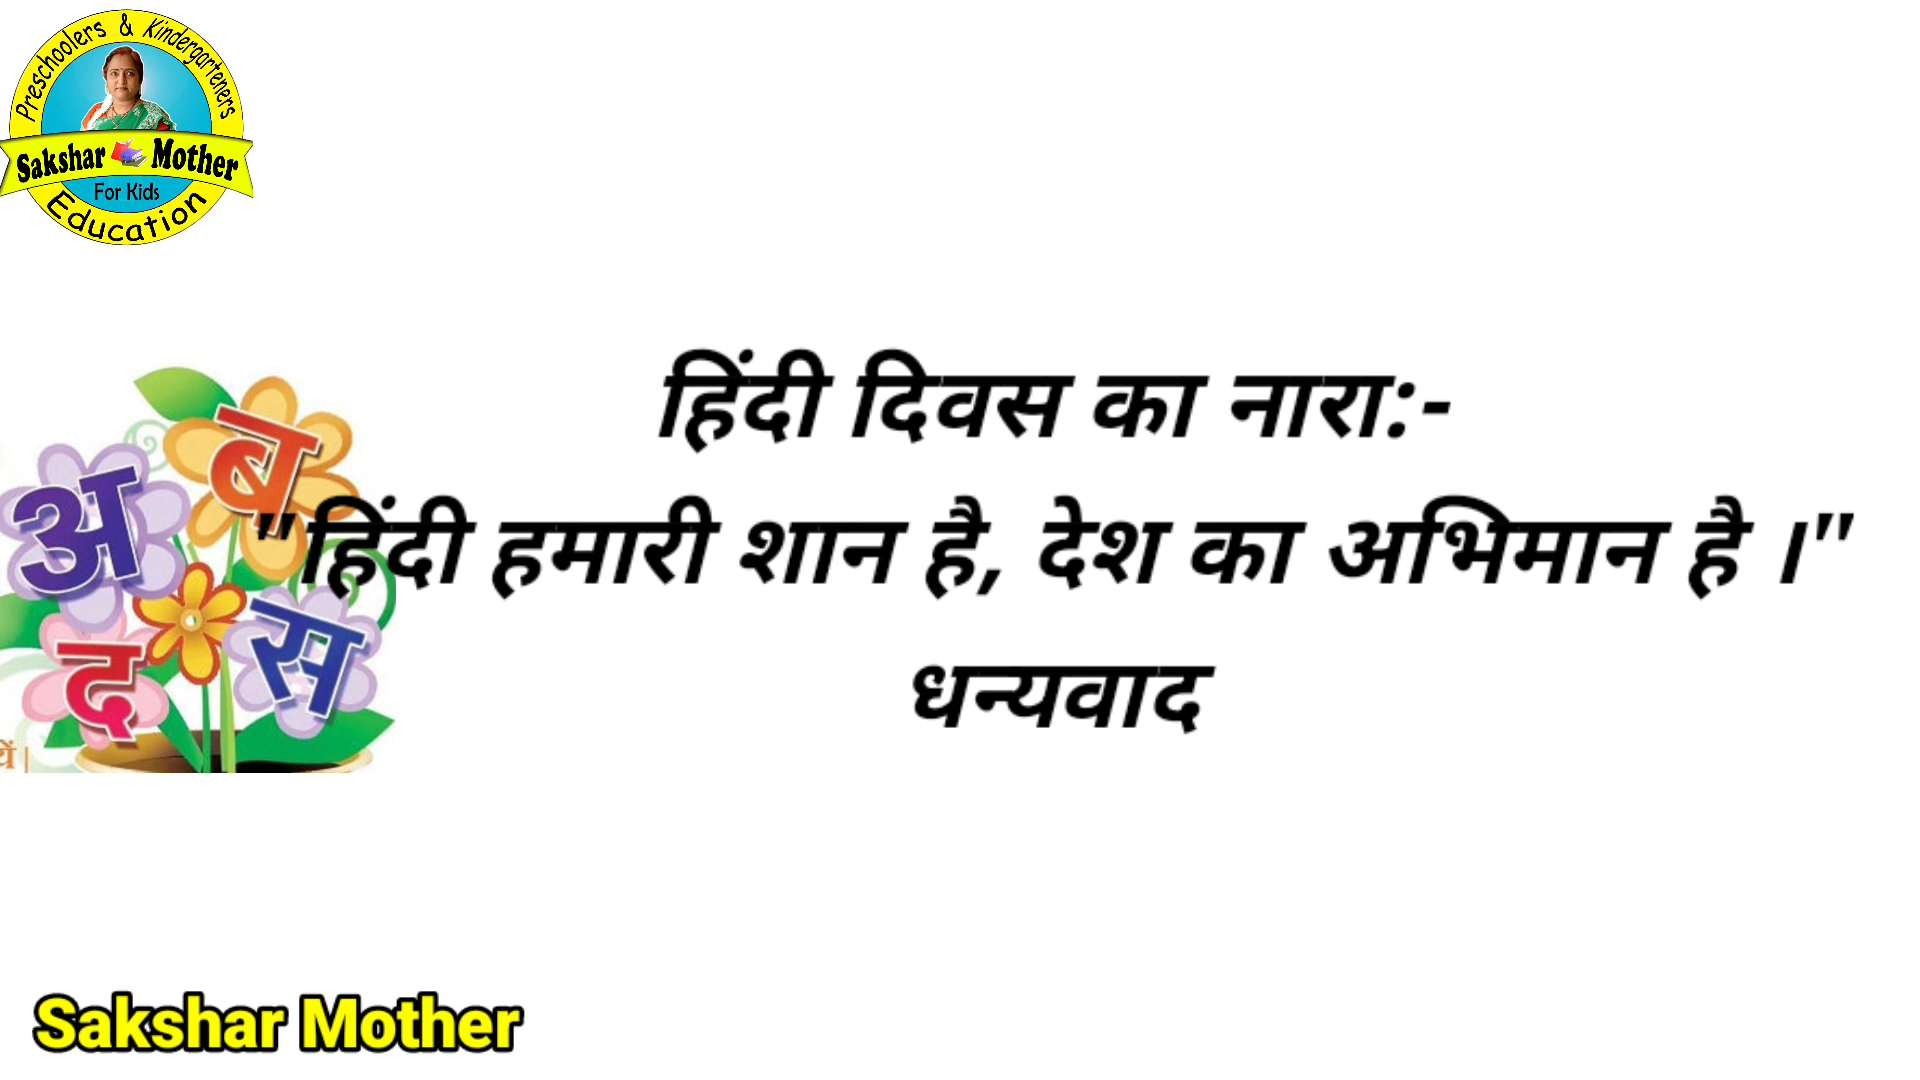 Preschoolers & Kindergarteners
Sakshar Mother
For Kids
Education
हिंदी दिवस का नारा:-
"हिंदी हमारी शान है, देश का अभिमान है ।"
धन्यवाद
ब
अ
स
द
Sakshar Mother